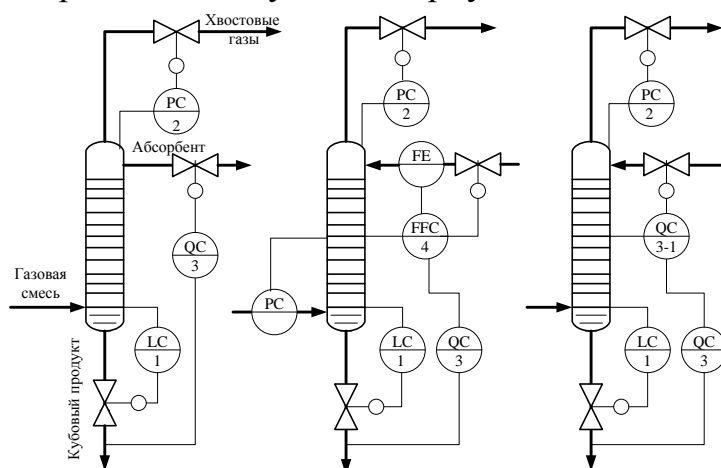 Хвостовые
газы
PC
2
Абсорбент
QC
3
Газовая
смесь
LC
1
Кубовый продукт
PC
2
FE
FFC
4
PC
LC
1
QC
3
PC
2
QC
3-1
LC
1
QC
3